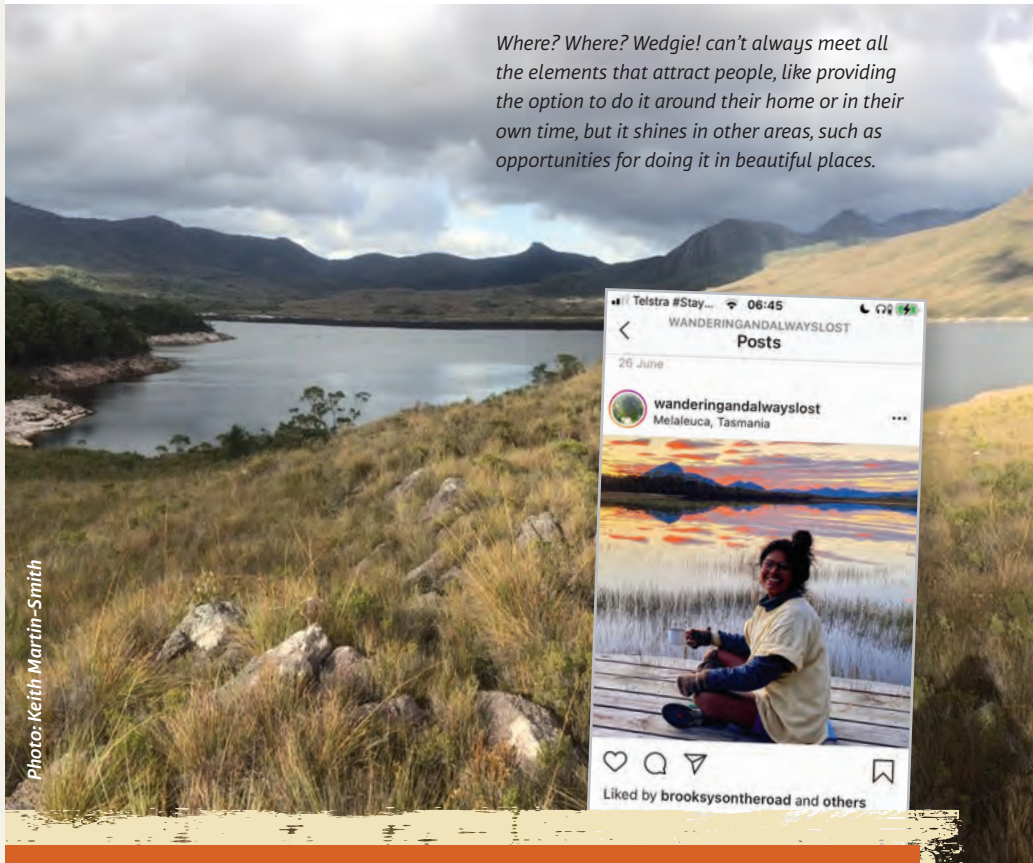 Where? Where? Wedgie! can’t always meet all
the elements that attract people, like providing
the option to do it around their home or in their
own time, but it shines in other areas, such as
opportunities for doing it in beautiful places.
Telstra #Stay... 06:45
WANDERINGANDALWAYSLOST
Posts
26 June
wanderingandalwayslost
Melaleuca, Tasmania
Liked by brooksysontheroad and others
Photo: Keith Martin-Smith